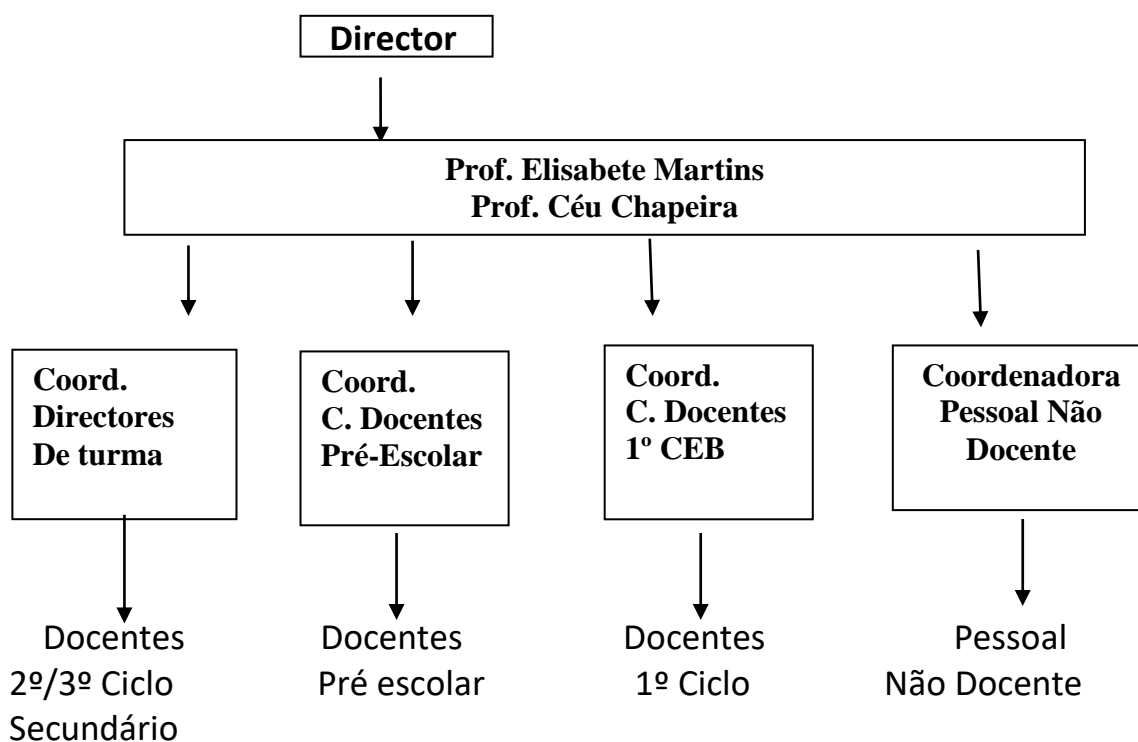 Director
Prof. Elisabete Martins
Prof. Céu Chapeira
Coord.
Directores
De turma
Coord.
C. Docentes
Pré-Escolar
Coord.
C. Docentes
1º CEB
Coordenadora
Pessoal Não
Docente
Docentes
2º/3º Ciclo
Secundário
Docentes
Pré escolar
Docentes
1º Ciclo
Pessoal
Não Docente